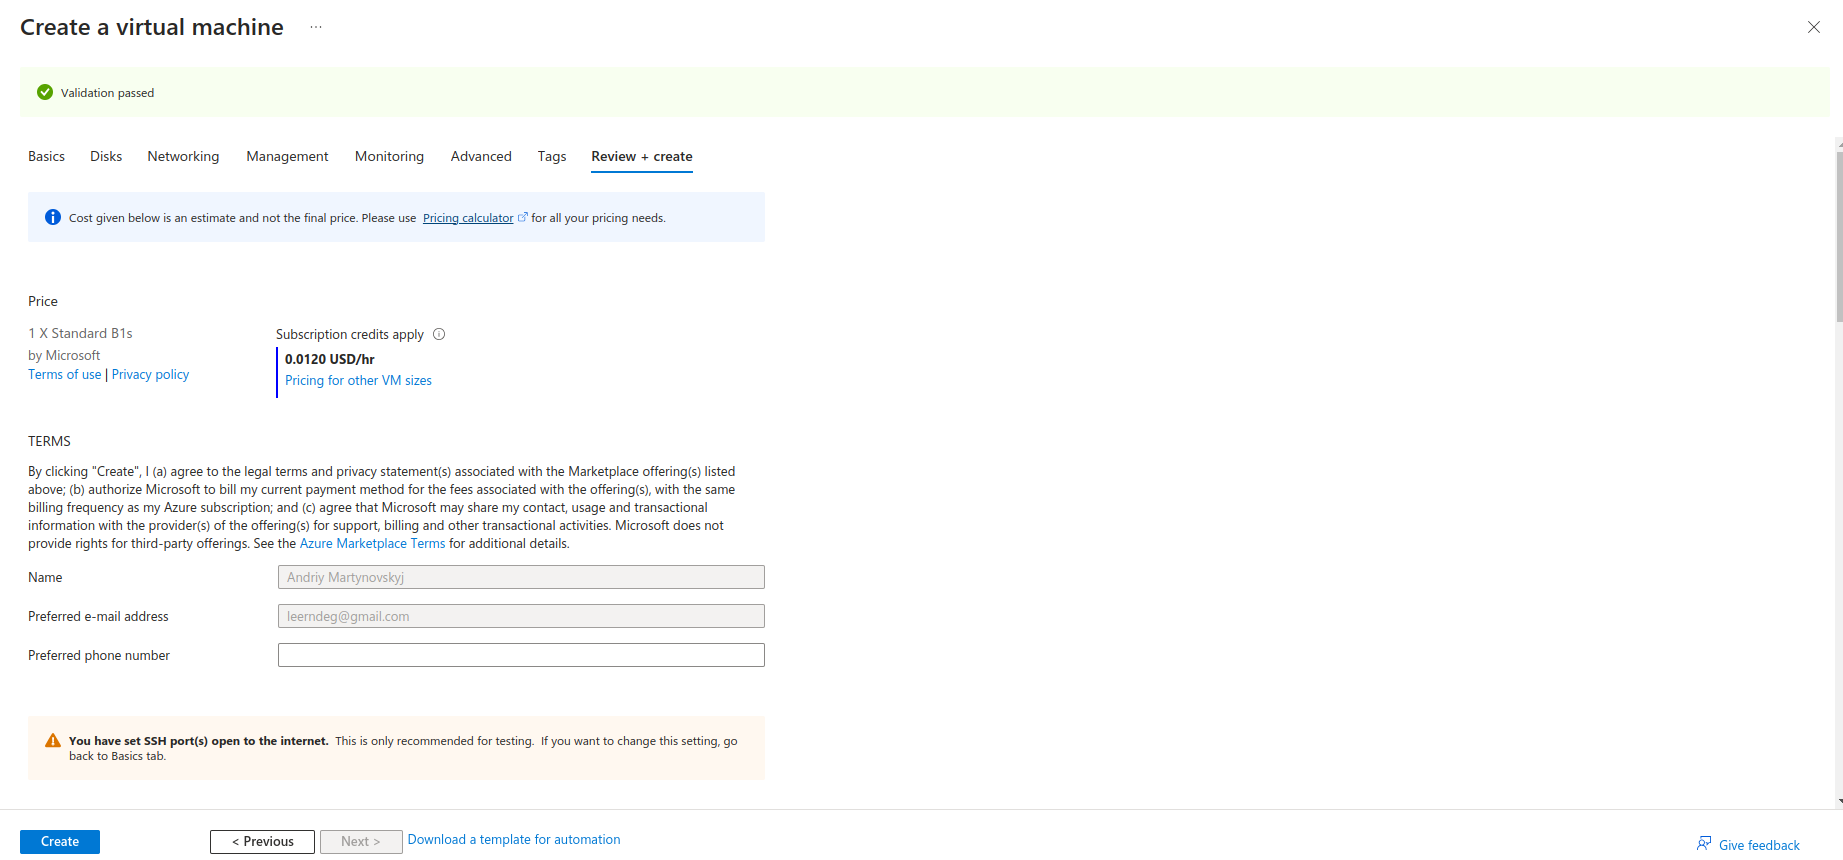 Create a virtual machine ...
Validation passed
Basics Disks Networking Management Monitoring Advanced Tags Review + create
Cost given below is an estimate and not the final price. Please use Pricing calculator for all your pricing needs.
Price
1 X Standard B1s
by Microsoft
Terms of use | Privacy policy
Subscription credits apply
0.0120 USD/hr
Pricing for other VM sizes
TERMS
By clicking "Create", I (a) agree to the legal terms and privacy statement(s) associated with the Marketplace offering(s) listed
above; (b) authorize Microsoft to bill my current payment method for the fees associated with the offering(s), with the same
billing frequency as my Azure subscription; and (c) agree that Microsoft may share my contact, usage and transactional
information with the provider(s) of the offering(s) for support, billing and other transactional activities. Microsoft does not
provide rights for third-party offerings. See the Azure Marketplace Terms for additional details.
Name Andriy Martynovskyj
Preferred e-mail address leerndeg@gmail.com
Preferred phone number
You have set SSH port(s) open to the internet. This is only recommended for testing. If you want to change this setting, go
back to Basics tab.
Create < Previous Next > Download a template for automation Give feedback